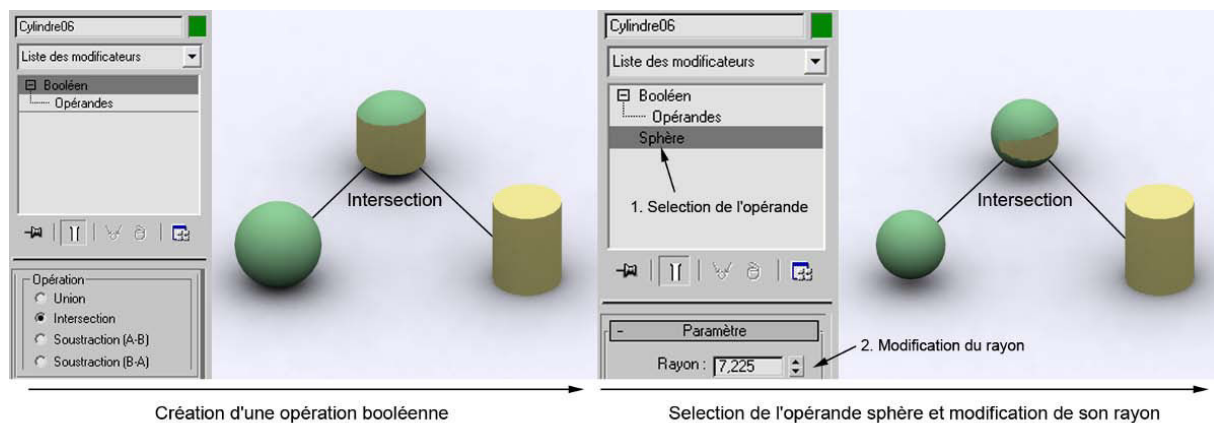 Cylindre06
Liste des modificateurs
Booléen
Opérandes
Opération
Union
Intersection
Soustraction (A-B)
Soustraction (B-A)
Intersection
Création d'une opération booléenne
Cylindre06
Liste des modificateurs
Booléen
Opérandes
Sphère
1. Selection de l'opérande
Paramètre
Rayon : 7,225
2. Modification du rayon
Intersection
Selection de l'opérande sphère et modification de son rayon